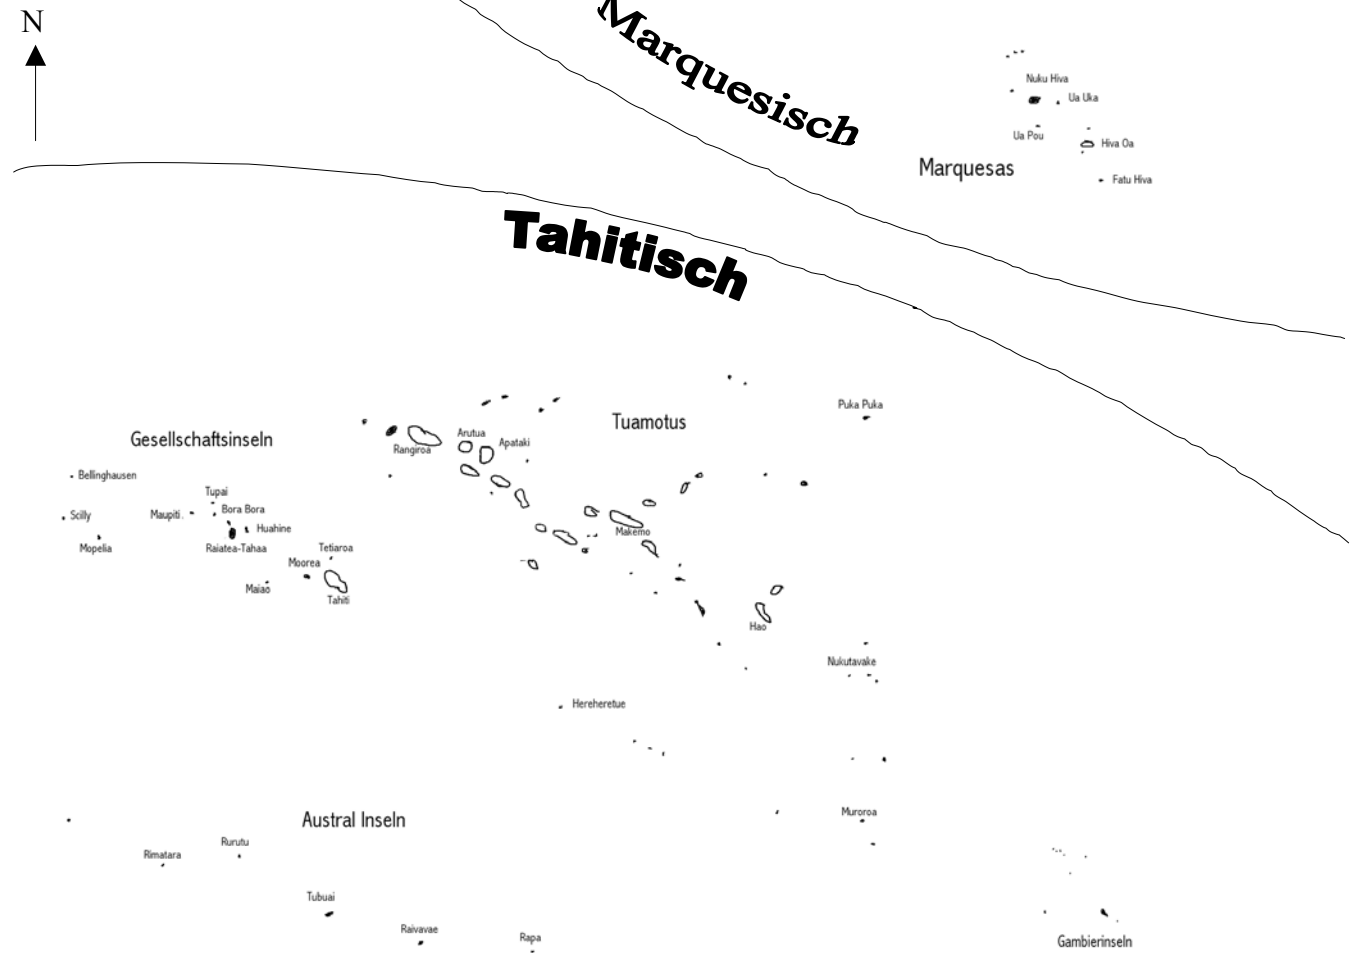 N
Marquesisch
Nuku Hiva
Ua Uka
Ua Pou
Hiva Oa
Marquesas
Fatu Hiva
Tahitisch
Puka Puka
Tuamotus
Gesellschaftsinseln
Arutua
Apataki
Rangiroa
Bellinghausen
Tupai
Bora Bora
Scilly
Maupiti
Huahine
Mopelia
Raiatea-Tahaa
Makemo
Tetiaroa
Moorea
Maiao
Tahiti
Hao
Nukutavake
Hereheretue
Austral Inseln
Muroroa
Rurutu
Rimatara
Tubuai
Raivavae
Rapa
Gambierinseln